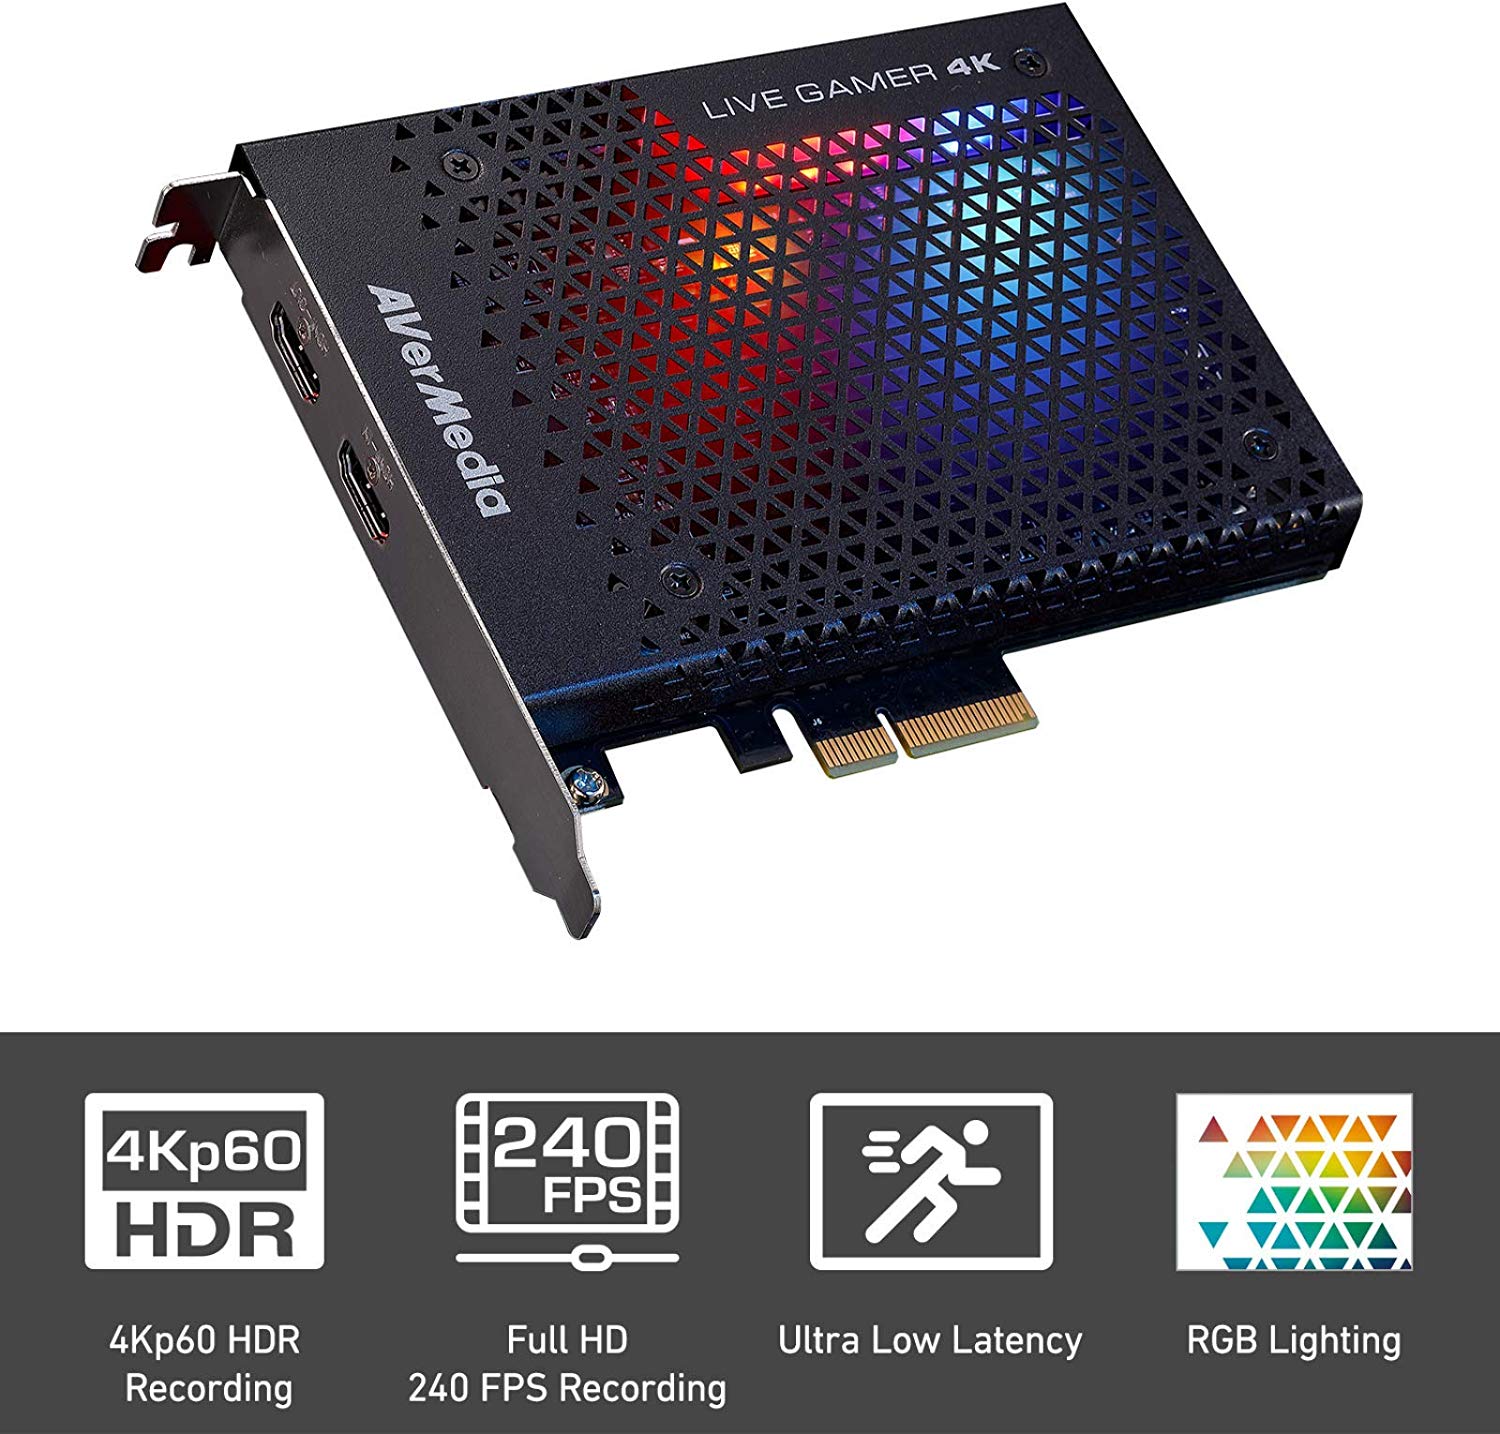 LIVE GAMER 4K
AVerMedia
J5
4Kp60
HDR
240
FPS
4Kp60 HDR
Recording
Full HD
240 FPS Recording
Ultra Low Latency
RGB Lighting